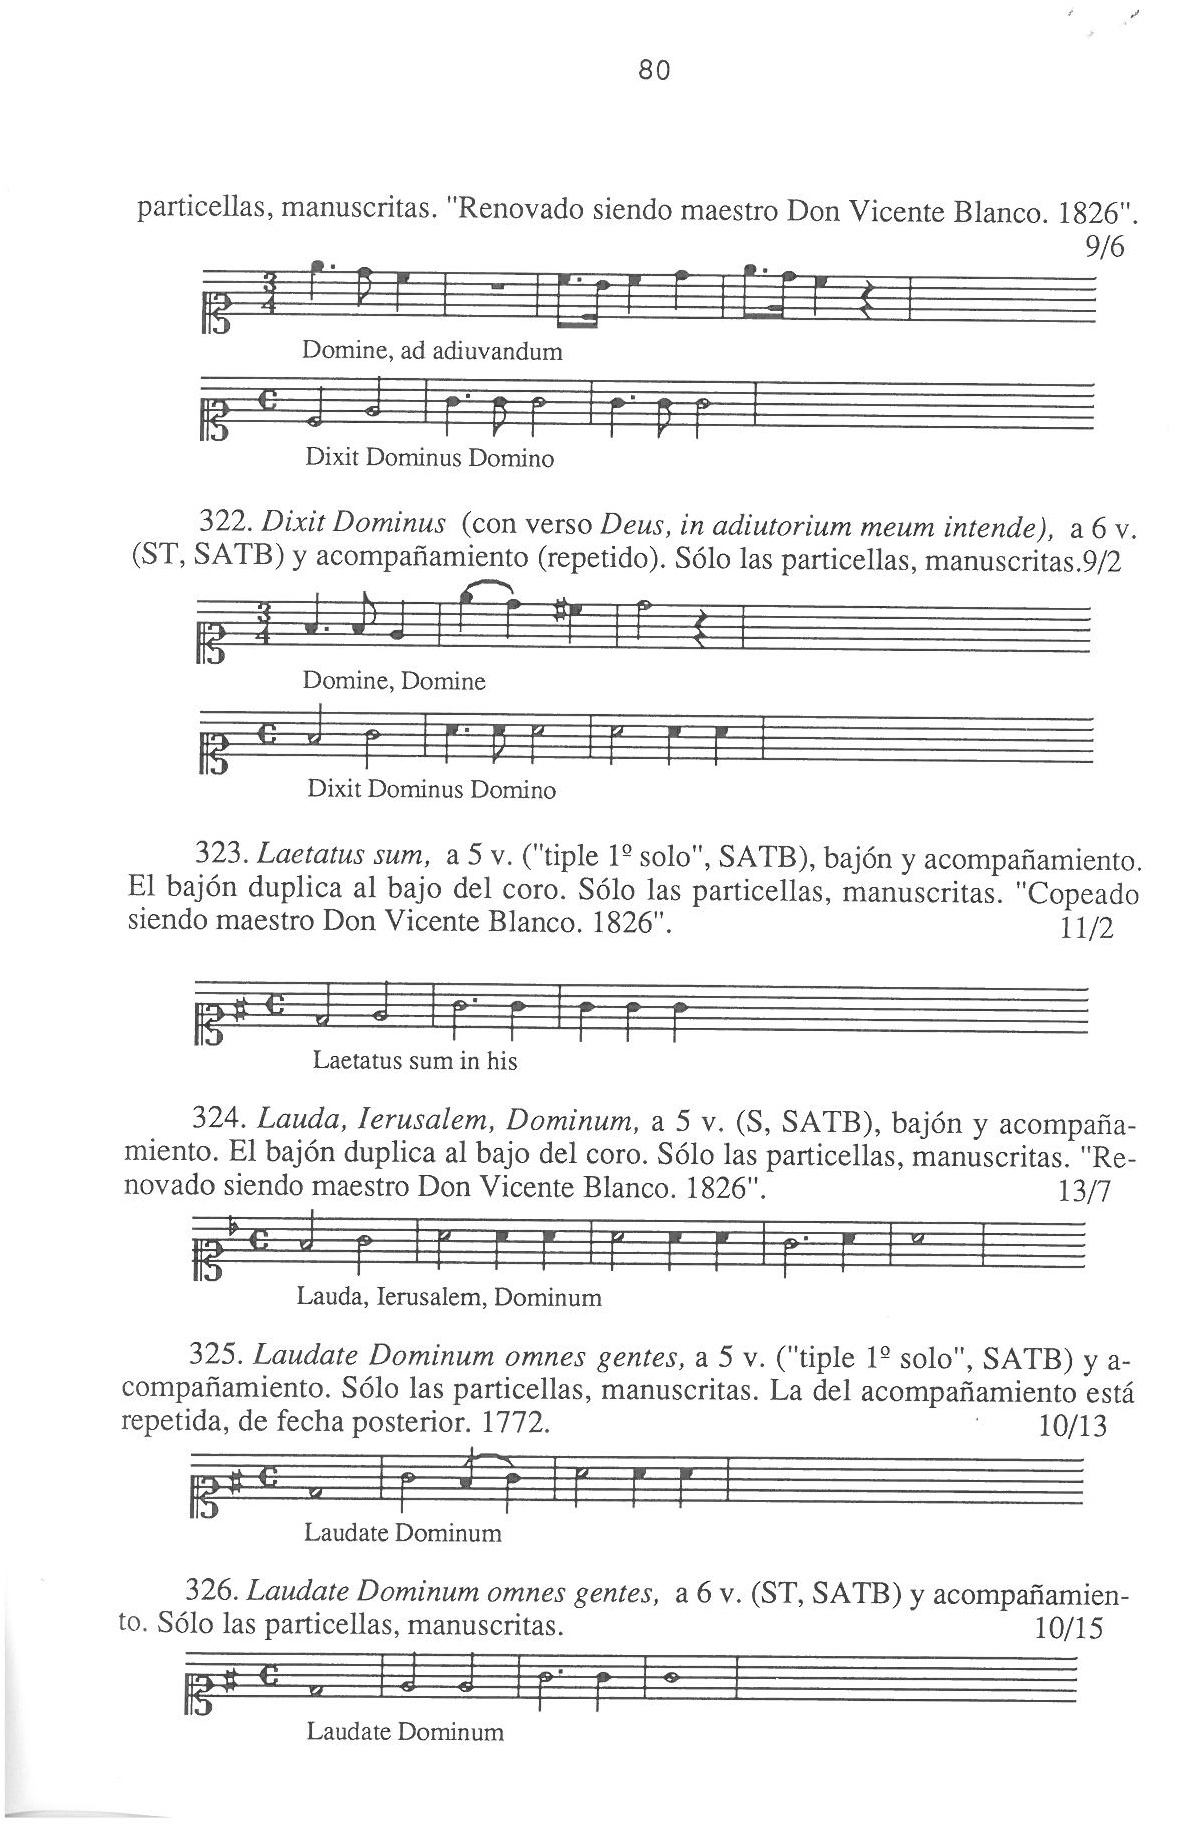 80
particellas, manuscritas. "Renovado siendo maestro Don Vicente Blanco. 1826".
9/6
Domine, ad adiuvandum
Dixit Dominus Domino
322. Dixit Dominus (con verso Deus, in adiutorium meum intende), a 6 v.
(ST, SATB) y acompañamiento (repetido). Sólo las particellas, manuscritas.9/2
Domine, Domine
Dixit Dominus Domino
323. Laetatus sum, a 5 v. ("tiple 1º solo", SATB), bajón y acompañamiento.
El bajón duplica al bajo del coro. Sólo las particellas, manuscritas. "Copeado
siendo maestro Don Vicente Blanco. 1826". 11/2
Laetatus sum in his
324. Lauda, Ierusalem, Dominum, a 5 v. (S, SATB), bajón y acompaña-
miento. El bajón duplica al bajo del coro. Sólo las particellas, manuscritas. "Re-
novado siendo maestro Don Vicente Blanco. 1826". 13/7
Lauda, Ierusalem, Dominum
325. Laudate Dominum omnes gentes, a 5 v. ("tiple 1º solo", SATB) y a-
compañamiento. Sólo las particellas, manuscritas. La del acompañamiento está
repetida, de fecha posterior. 1772. 10/13
Laudate Dominum
326. Laudate Dominum omnes gentes, a 6 v. (ST, SATB) y acompañamien-
to. Sólo las particellas, manuscritas. 10/15
Laudate Dominum